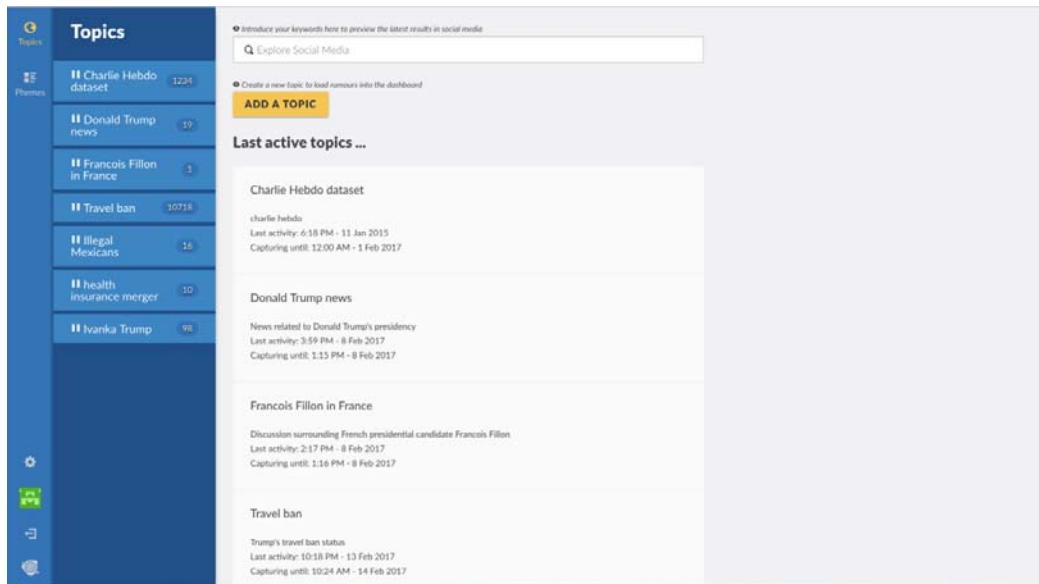 Topics
Phemes
Topics
Charlie Hebdo
dataset
1234
Donald Trump
news
19
Francois Fillon
in France
1
Travel ban
10718
Illegal
Mexicans
16
health
insurance merger
10
Ivanka Trump
98
Introduce your keywords here to preview the latest results in social media
Explore Social Media
Create a new topic to load rumours into the dashboard
ADD A TOPIC
Last active topics ...
Charlie Hebdo dataset
charlie hebdo
Last activity: 6:18 PM - 11 Jan 2015
Capturing until: 12:00 AM - 1 Feb 2017
Donald Trump news
News related to Donald Trump's presidency
Last activity: 3:59 PM - 8 Feb 2017
Capturing until: 1:15 PM - 8 Feb 2017
Francois Fillon in France
Discussion surrounding French presidential candidate Francois Fillon
Last activity: 2:17 PM - 8 Feb 2017
Capturing until: 1:16 PM - 8 Feb 2017
Travel ban
Trump's travel ban status
Last activity: 10:18 PM - 13 Feb 2017
Capturing until: 10:24 AM - 14 Feb 2017